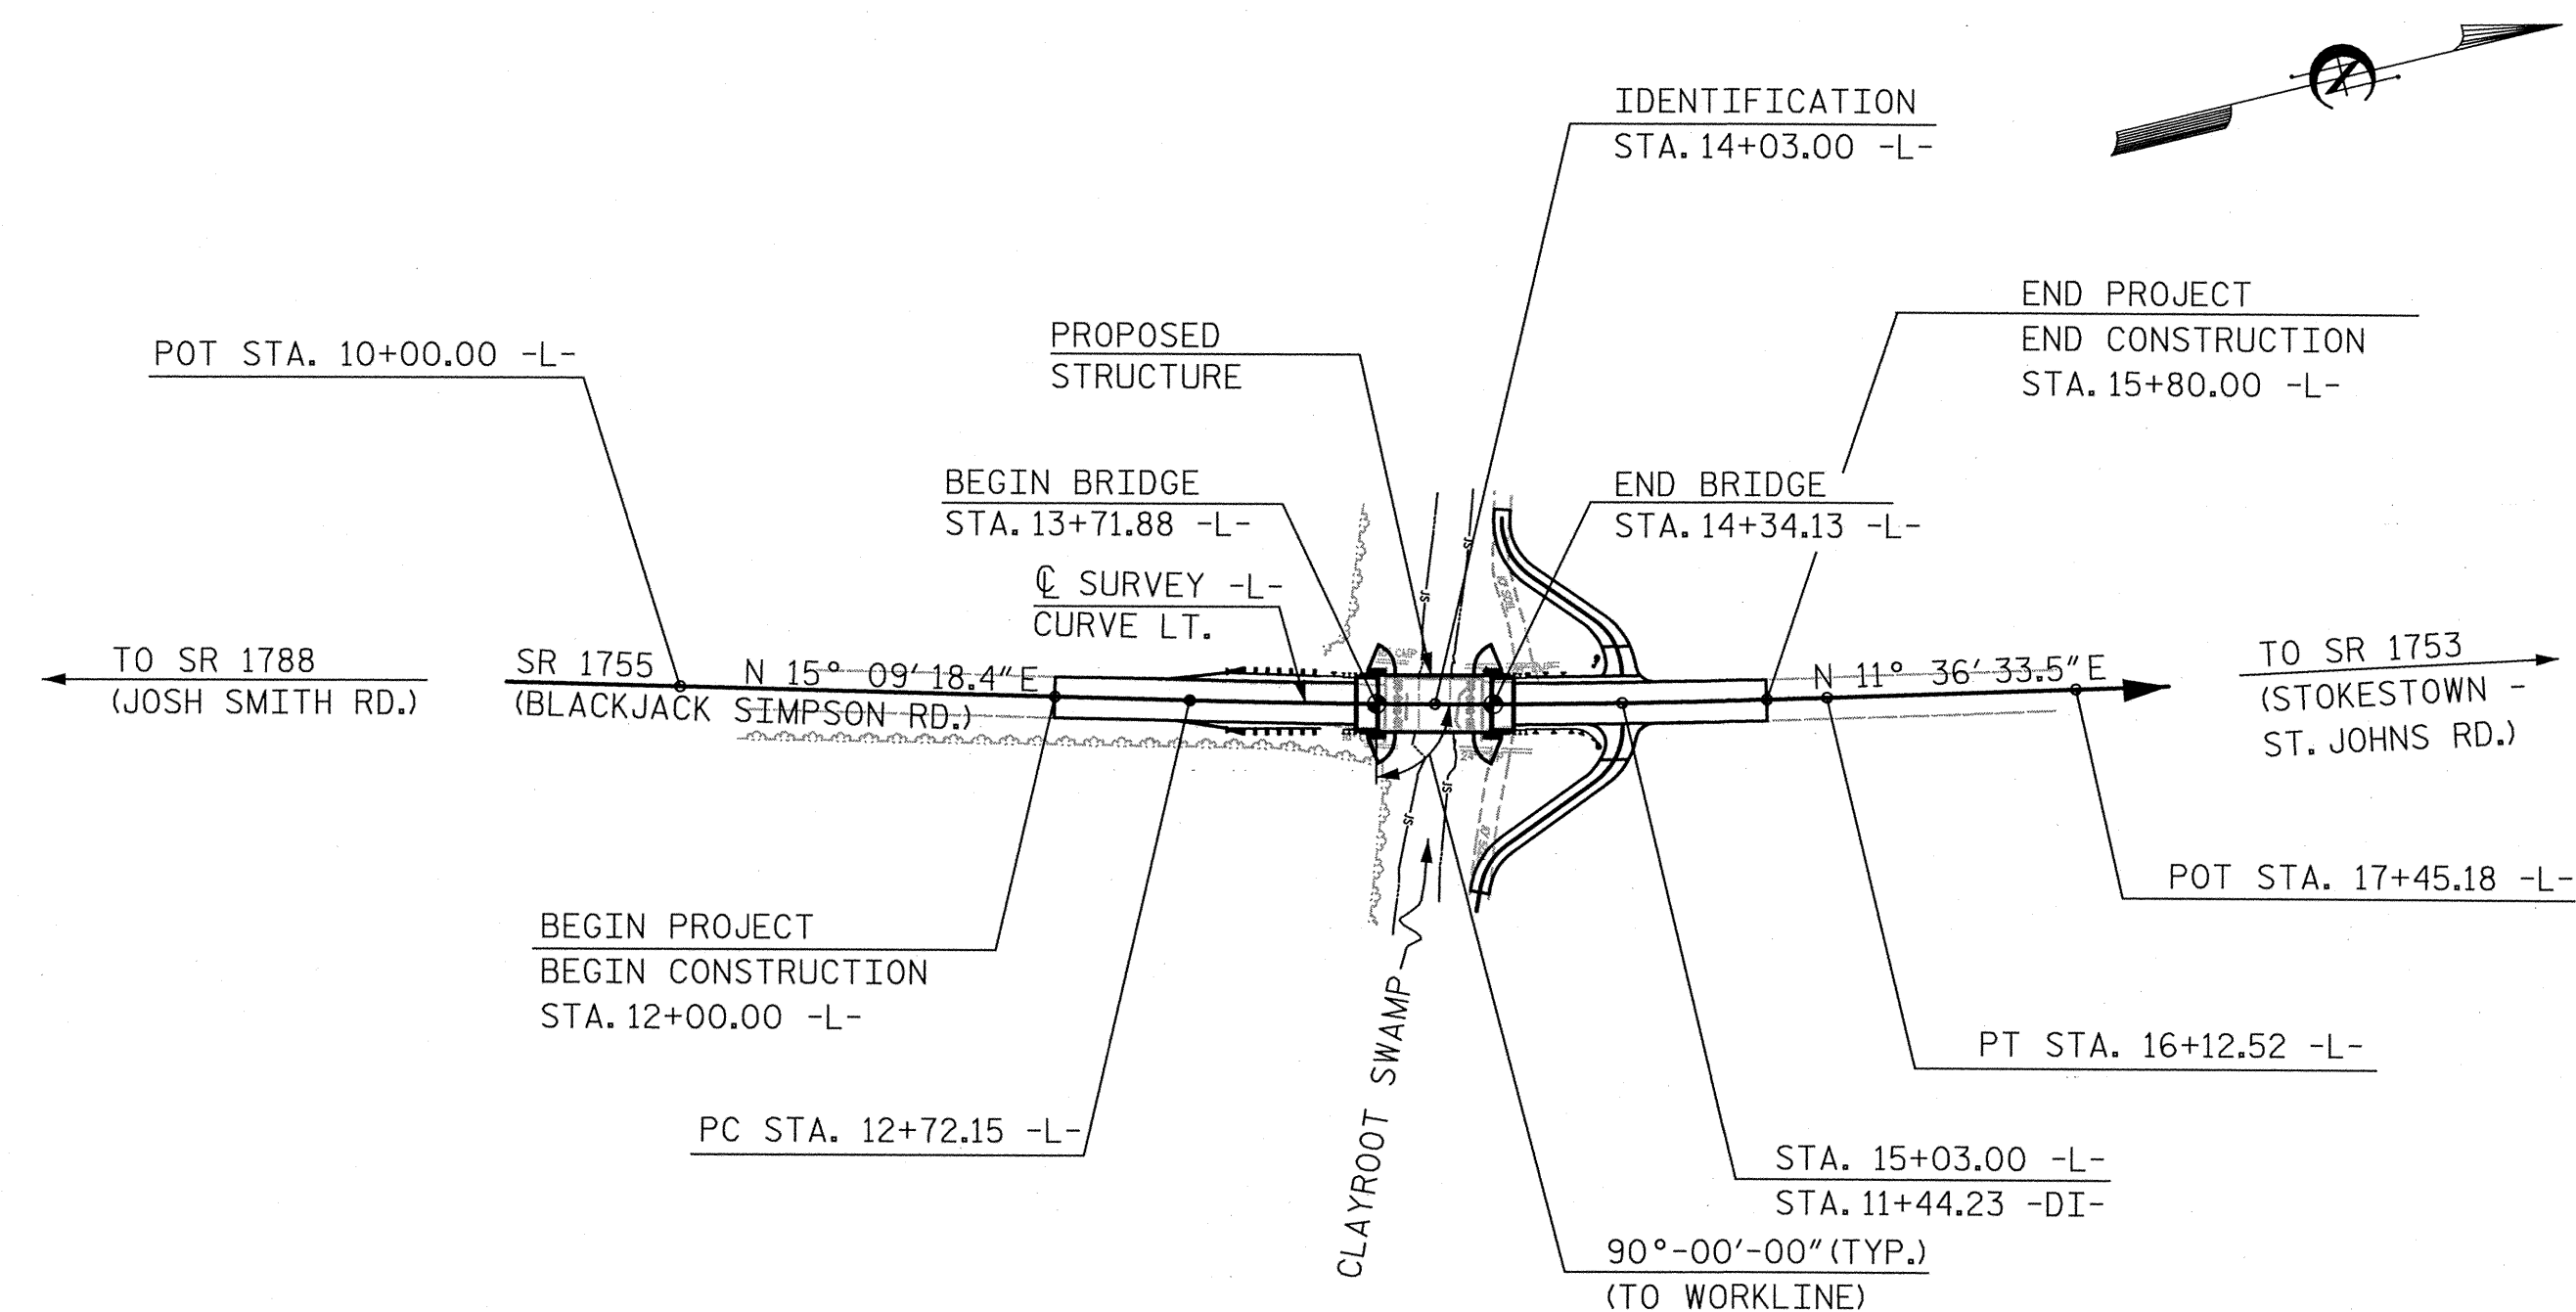 IDENTIFICATION
STA. 14+03.00 -L-
END PROJECT
END CONSTRUCTION
STA. 15+80.00 -L-
PROPOSED
STRUCTURE
POT STA. 10+00.00 -L-
BEGIN BRIDGE
STA. 13+71.88 -L-
END BRIDGE
STA. 14+34.13 -L-
℄ SURVEY -L-
CURVE LT.
TO SR 1788
(JOSH SMITH RD.)
SR 1755
(BLACKJACK SIMPSON RD.)
N 15° 09' 18.4" E
N 11° 36' 33.5" E
TO SR 1753
(STOKESTOWN -
ST. JOHNS RD.)
JS
JS
JS
JS
POT STA. 17+45.18 -L-
BEGIN PROJECT
BEGIN CONSTRUCTION
STA. 12+00.00 -L-
CLAYROOT SWAMP
PT STA. 16+12.52 -L-
PC STA. 12+72.15 -L-
STA. 15+03.00 -L-
STA. 11+44.23 -DI-
90°-00'-00" (TYP.)
(TO WORKLINE)